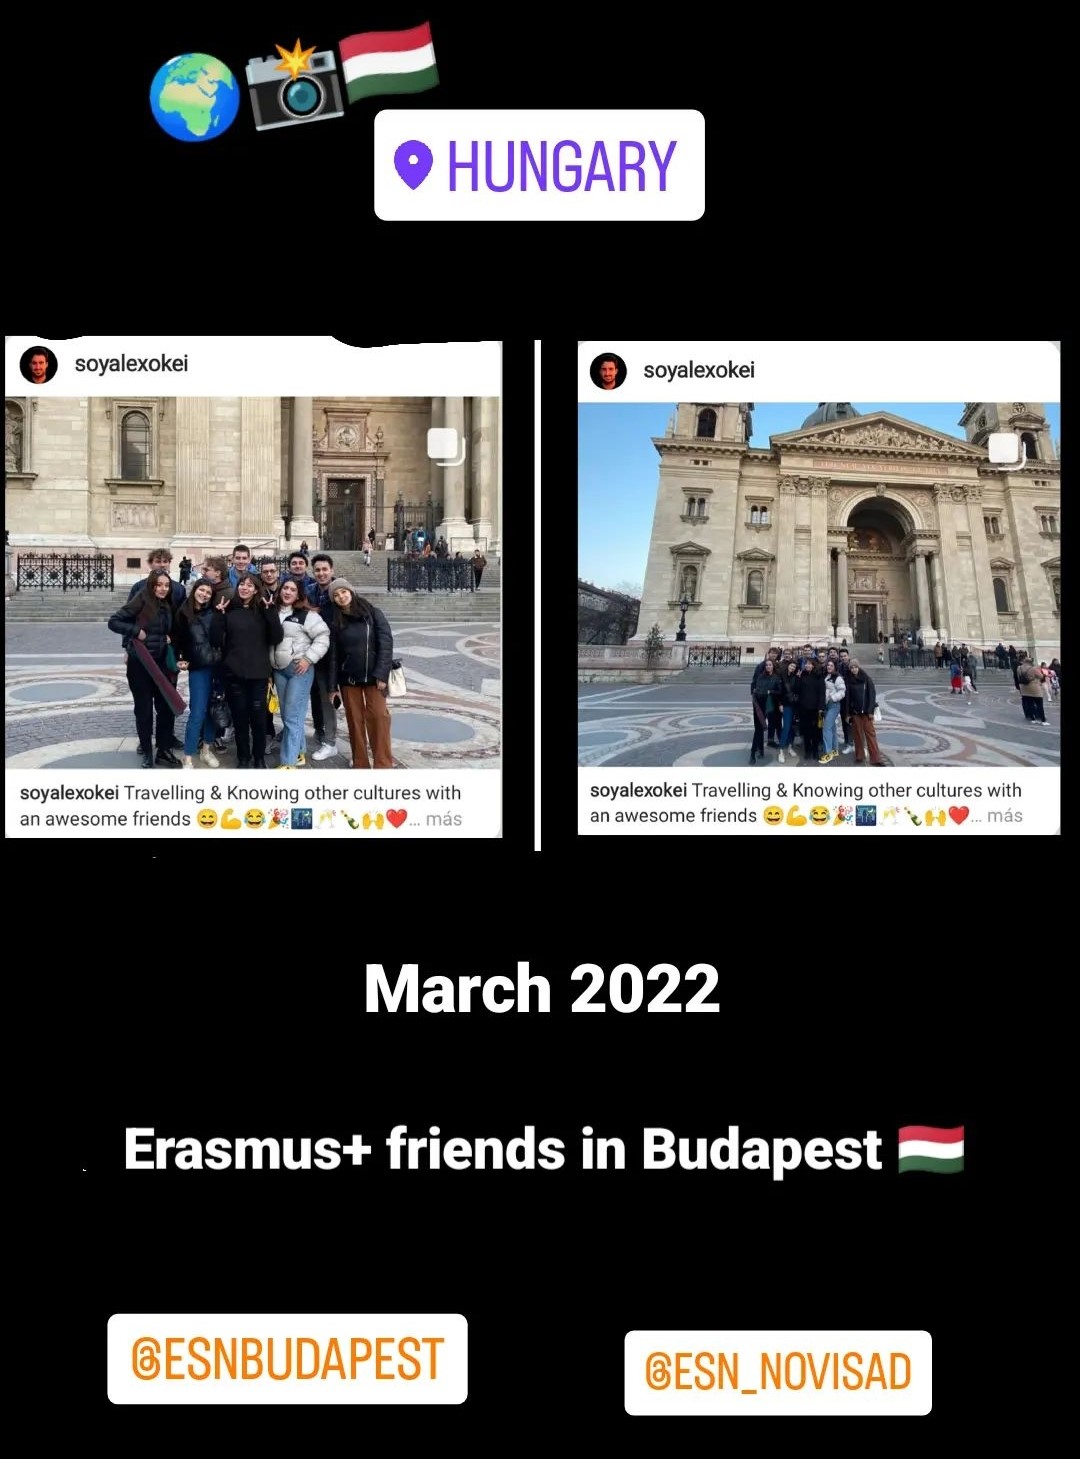 HUNGARY
soyalexokei
soyalexokei Travelling & Knowing other cultures with
an awesome friends 😄💪😂🎉🌃🥂🍾🙌❤️... más
soyalexokei
soyalexokei Travelling & Knowing other cultures with
an awesome friends 😄💪😂🎉🌃🥂🍾🙌❤️... más
March 2022
Erasmus+ friends in Budapest 🇭🇺
@ESNBUDAPEST
@ESN_NOVISAD